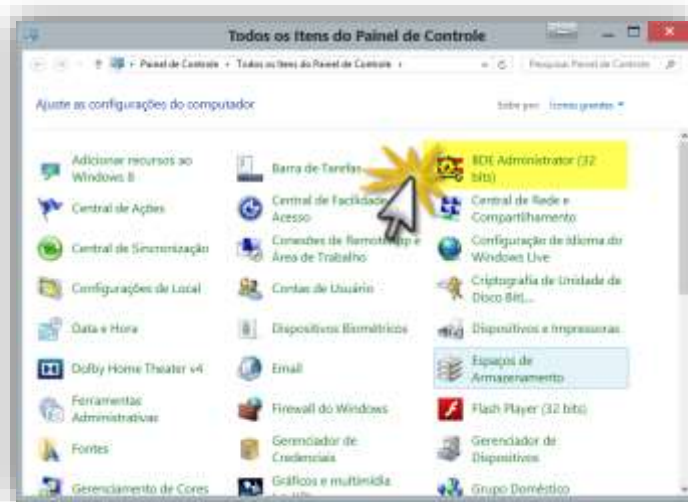 Todos os Itens do Painel de Controle
Painel de Controle
Todos os Itens do Painel de Controle
Pesquisar Painel de Controle
Ajuste as configurações do computador
Exibir por: Ícones grandes
Adicionar recursos ao
Windows 8
Barra de Tarefas
BDE Administrator (32
bits)
Central de Ações
Central de Facilidade
Acesso
Central de Rede e
Compartilhamento
Central de Sincronização
Conexões de RemoteApp e
Área de Trabalho
Configuração de Idioma do
Windows Live
Configurações de Local
Contas de Usuário
Criptografia de Unidade de
Disco BitL...
Data e Hora
Dispositivos Biométricos
Dispositivos e Impressoras
Dolby Home Theater v4
Email
Espaços de
Armazenamento
Ferramentas
Administrativas
Firewall do Windows
Flash Player (32 bits)
Fontes
Gerenciador de
Credenciais
Gerenciador de
Dispositivos
Gerenciamento de Cores
Gráficos e multimídia
Grupo Doméstico